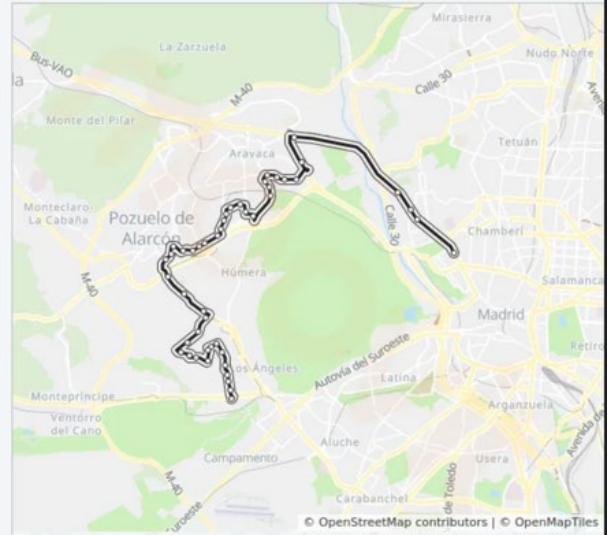 Mirasierra
La Zarzuela
Nudo Norte
Bus-VAO
M-40
Calle 30
Monte del Pilar
Tetuán
Aravaca
Monteclaro-
La Cabaña
Pozuelo de
Alarcón
Calle 30
Chamberí
Húmera
M-40
Salamanca
Madrid
Retiro
Autovía del Suroeste
Los Ángeles
Latina
Montepríncipe
Arganzuela
Ventorro
del Cano
Aluche
Campamento
Usera
M-40
Carabanchel
© OpenStreetMap contributors | © OpenMapTiles